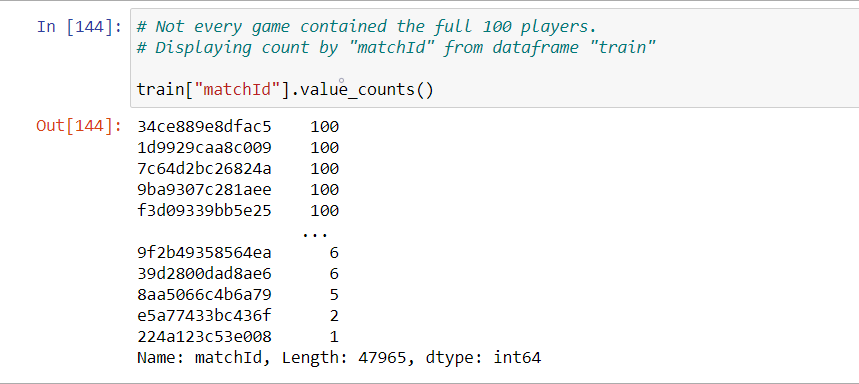 In [144]: # Not every game contained the full 100 players.
# Displaying count by "matchId" from dataframe "train"
train["matchId"].value_counts()
Out[144]: 34ce889e8dfac5 100
1d9929caa8c009 100
7c64d2bc26824a 100
9ba9307c281aee 100
f3d09339bb5e25 100
...
9f2b49358564ea 6
39d2800dad8ae6 6
8aa5066c4b6a79 5
e5a77433bc436f 2
224a123c53e008 1
Name: matchId, Length: 47965, dtype: int64